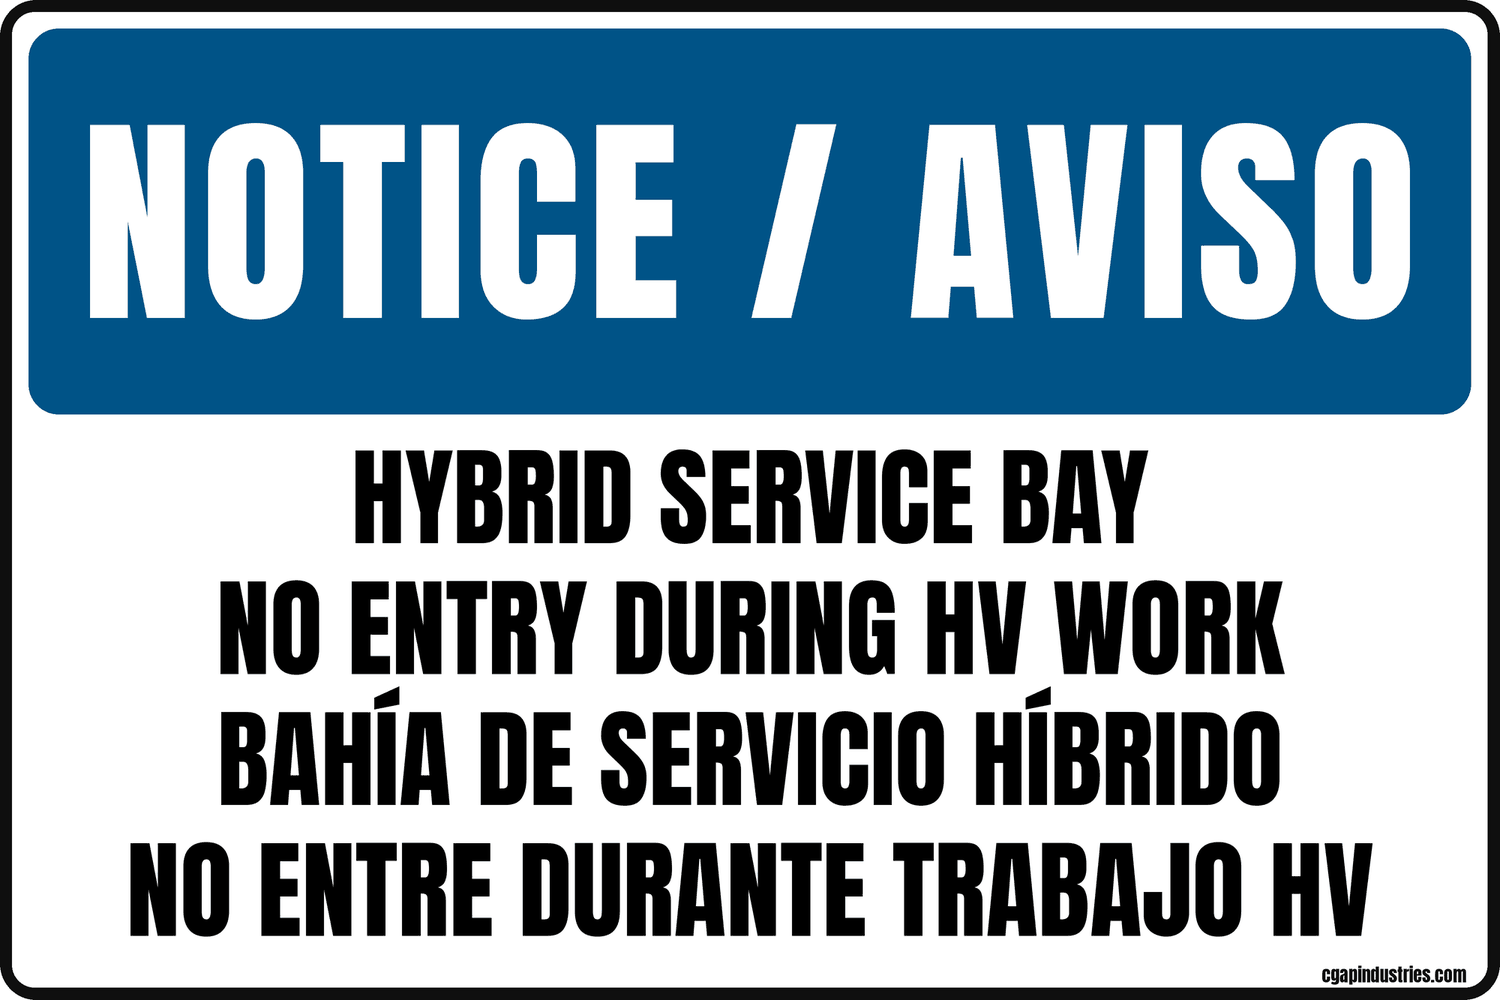 NOTICE / AVISO
HYBRID SERVICE BAY
NO ENTRY DURING HV WORK
BAHÍA DE SERVICIO HÍBRIDO
NO ENTRE DURANTE TRABAJO HV
cgapindustries.com